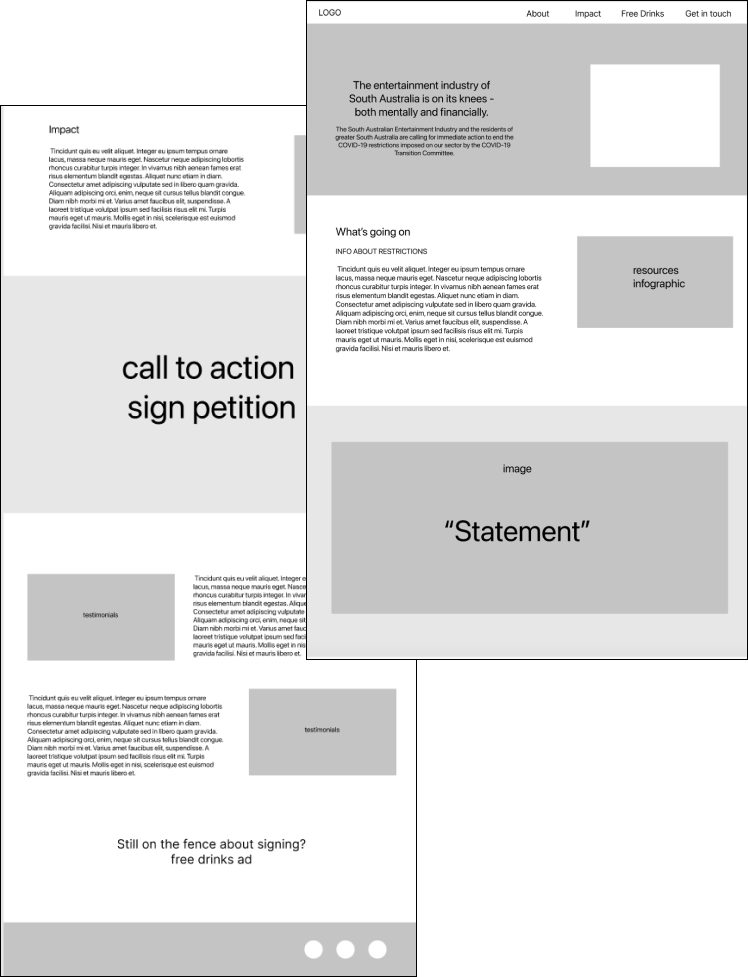 LOGO About Impact Free Drinks Get in touch
The entertainment industry of
South Australia is on its knees -
both mentally and financially.
The South Australian Entertainment Industry and the residents of
greater South Australia are calling for immediate action to end the
COVID-19 restrictions imposed on our sector by the COVID-19
Transition Committee.
What's going on
INFO ABOUT RESTRICTIONS
Tincidunt quis eu velit aliquet. Integer eu ipsum tempus ornare
lacus, massa neque mauris eget. Nascetur neque adipiscing lobortis
rhoncus curabitur turpis integer. In vivamus nibh aenean fames erat
risus elementum blandit egestas. Aliquet nunc etiam in diam.
Consectetur amet adipiscing vulputate sed in libero quam gravida.
Aliquam adipiscing orci, enim, neque sit cursus tellus blandit congue.
Diam nibh morbi mi et. Varius amet faucibus elit, suspendisse. A
laoreet tristique volutpat ipsum sed facilisis risus elit mi. Turpis
mauris eget ut mauris. Mollis eget in nisi, scelerisque est euismod
gravida facilisi. Nisi et mauris libero et.
resources
infographic
image
“Statement”
Impact
Tincidunt quis eu velit aliquet. Integer eu ipsum tempus ornare
lacus, massa neque mauris eget. Nascetur neque adipiscing lobortis
rhoncus curabitur turpis integer. In vivamus nibh aenean fames erat
risus elementum blandit egestas. Aliquet nunc etiam in diam.
Consectetur amet adipiscing vulputate sed in libero quam gravida.
Aliquam adipiscing orci, enim, neque sit cursus tellus blandit congue.
Diam nibh morbi mi et. Varius amet faucibus elit, suspendisse. A
laoreet tristique volutpat ipsum sed facilisis risus elit mi. Turpis
mauris eget ut mauris. Mollis eget in nisi, scelerisque est euismod
gravida facilisi. Nisi et mauris libero et.
call to action
sign petition
testimonials
Tincidunt quis eu velit aliquet. Integer
lacus, massa neque mauris eget.
rhoncus curabitur turpis integer. In
risus elementum blandit egestas.
Consectetur amet adipiscing vulputate
Aliquam adipiscing orci, enim, neque
Diam nibh morbi mi et. Varius amet
laoreet tristique volutpat ipsum sed
mauris eget ut mauris. Mollis eget in
gravida facilisi. Nisi et mauris libero et.
Tincidunt quis eu velit aliquet. Integer eu ipsum tempus ornare
lacus, massa neque mauris eget. Nascetur neque adipiscing lobortis
rhoncus curabitur turpis integer. In vivamus nibh aenean fames erat
risus elementum blandit egestas. Aliquet nunc etiam in diam.
Consectetur amet adipiscing vulputate sed in libero quam gravida.
Aliquam adipiscing orci, enim, neque sit cursus tellus blandit congue.
Diam nibh morbi mi et. Varius amet faucibus elit, suspendisse. A
laoreet tristique volutpat ipsum sed facilisis risus elit mi. Turpis
mauris eget ut mauris. Mollis eget in nisi, scelerisque est euismod
gravida facilisi. Nisi et mauris libero et.
testimonials
Still on the fence about signing?
free drinks ad